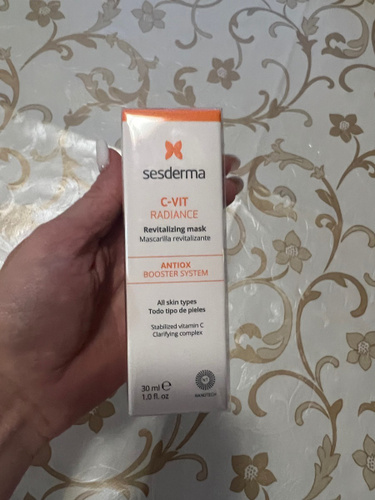 sesderma
C-VIT
RADIANCE
Revitalizing mask
Mascarilla revitalizante
ANTIOX
BOOSTER SYSTEM
All skin types
Todo tipo de pieles
Stabilized vitamin C
Clarifying complex
30 ml ℮
1.0 fl. oz
NANOTECH